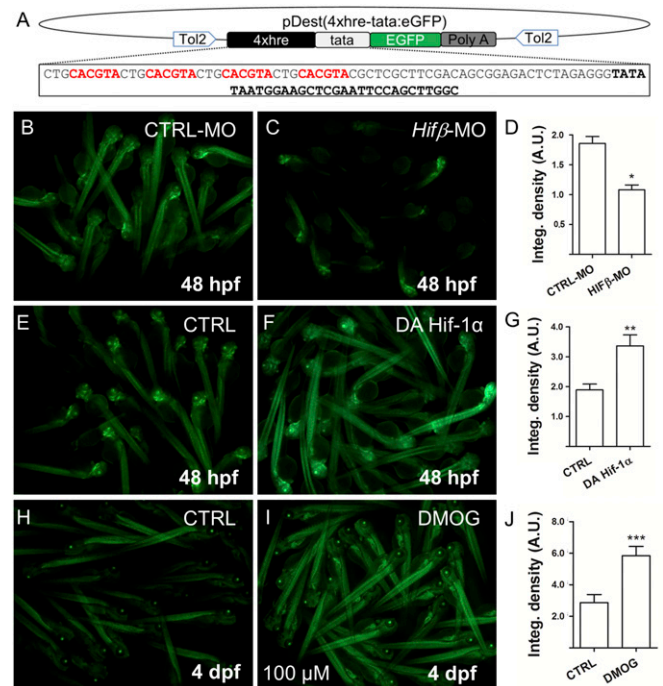 A
pDest(4xhre-tata:eGFP)
Tol2 4xhre tata EGFP Poly A Tol2
CTGCACGTACTGCACGTACTGCACGTACTGCACGTACGCTCGCTTCGACAGCGGAGACTCTAGAGGGTATA
TAATGGAAGCTCGAATTCCAGCTTGGC
B CTRL-MO
48 hpf
C Hifβ-MO
48 hpf
D
Integ. density (A.U.)
2.0
1.5
1.0
0.5
*
CTRL-MO
HIFβ-MO
E CTRL
48 hpf
F DA Hif-1α
48 hpf
G
Integ. density (A.U.)
4.0
3.0
2.0
1.0
**
CTRL
DA Hif-1α
H CTRL
4 dpf
I DMOG
100 µM 4 dpf
J
Integ. density (A.U.)
8.0
6.0
4.0
2.0
***
CTRL
DMOG